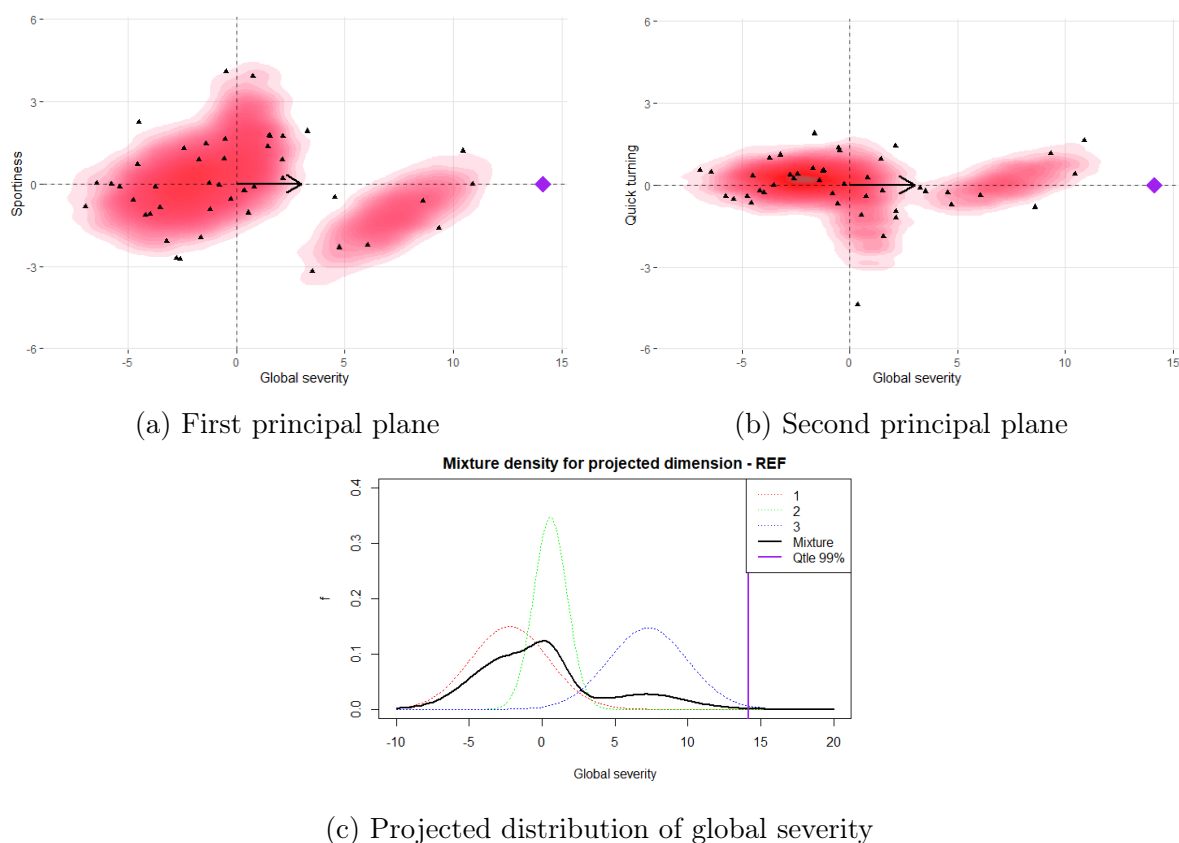 6
3
0
-3
-6
Sportiness
-5
0
5
10
15
Global severity
(a) First principal plane
6
3
0
-3
-6
Quick turning
-5
0
5
10
15
Global severity
(b) Second principal plane
Mixture density for projected dimension - REF
0.4
0.3
0.2
0.1
0.0
f
1
2
3
Mixture
Qtle 99%
-10
-5
0
5
10
15
20
Global severity
(c) Projected distribution of global severity